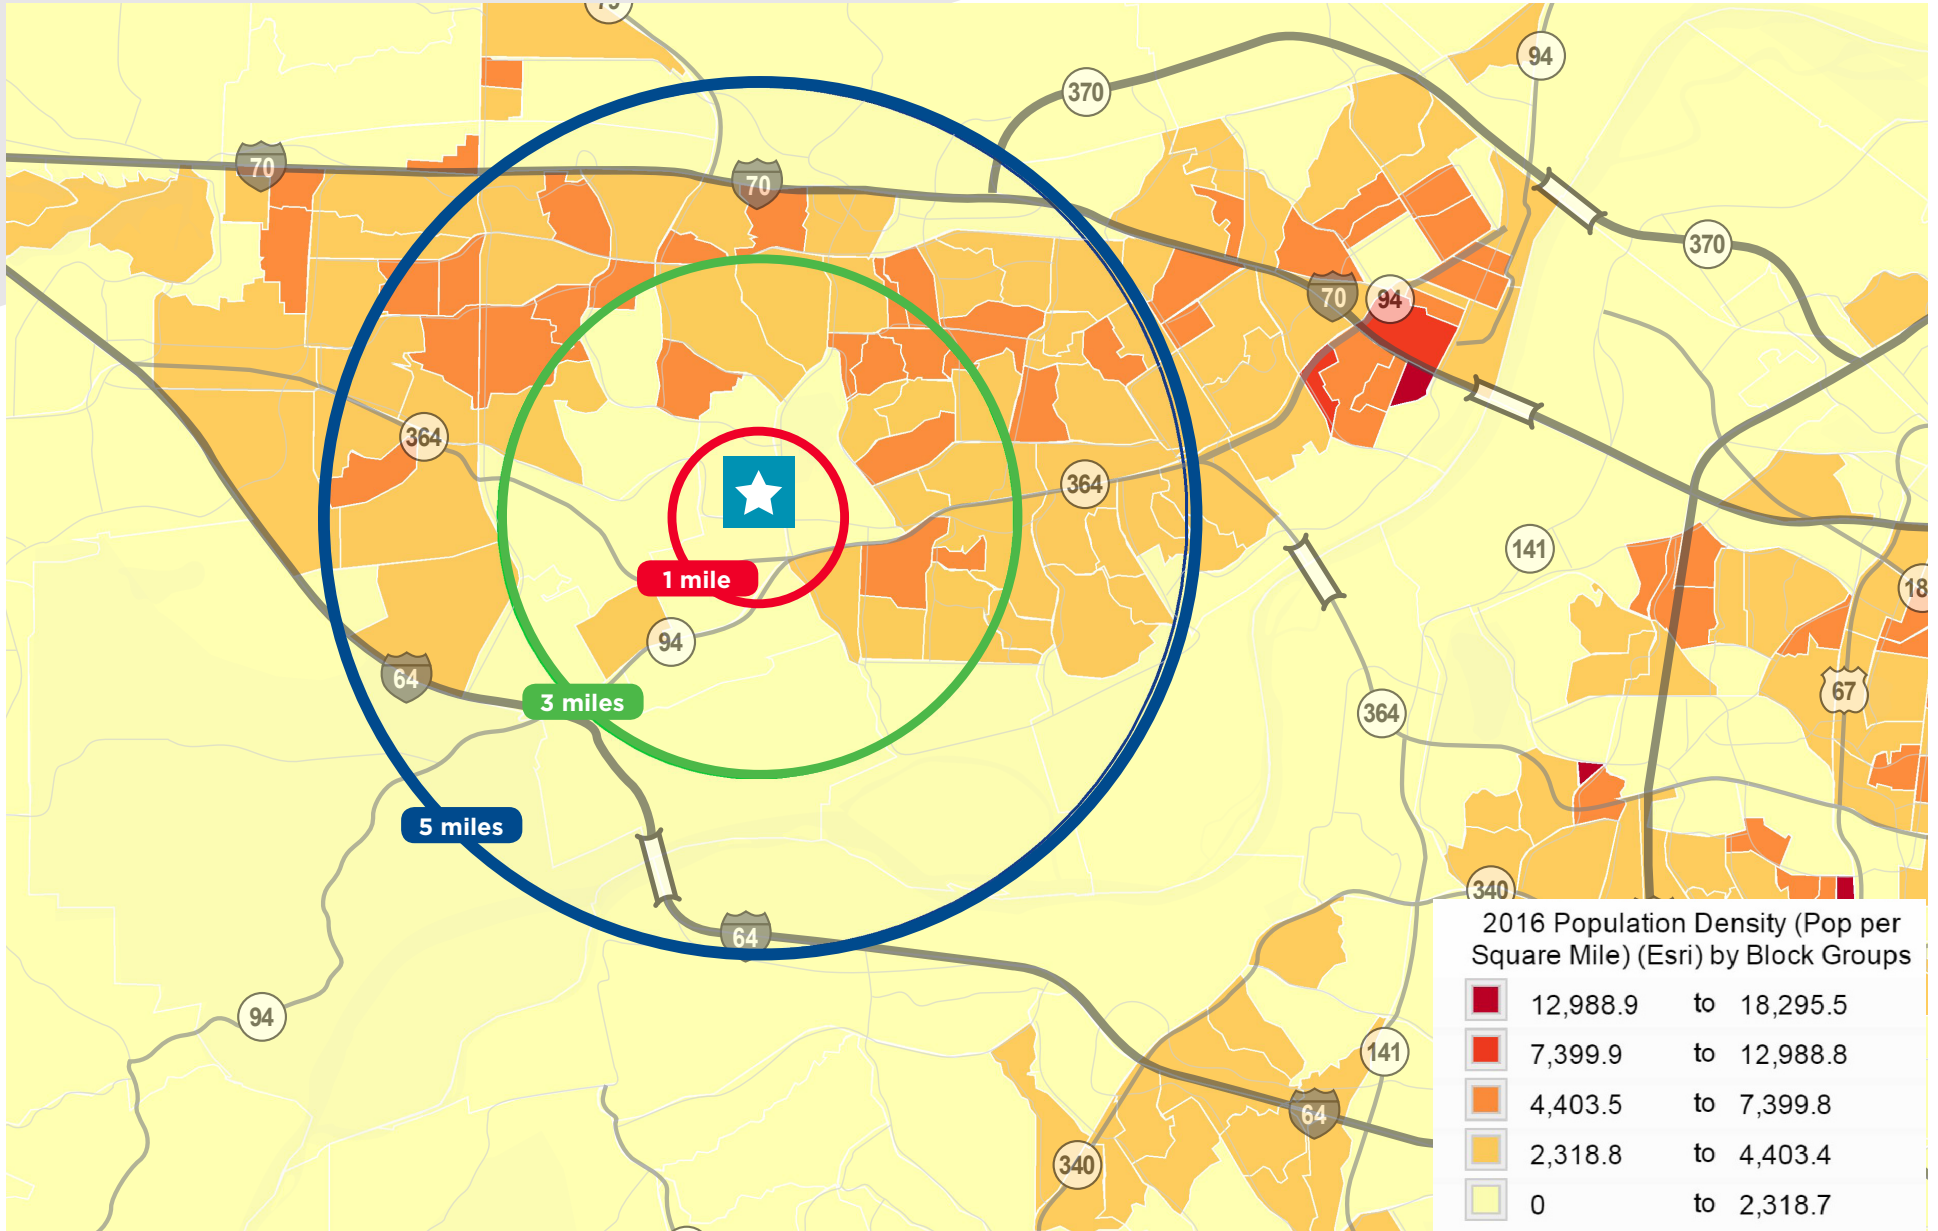 79
94
370
70
70
370
70
94
364
364
141
18
1 mile
94
64
67
3 miles
364
5 miles
340
64
2016 Population Density (Pop per
Square Mile) (Esri) by Block Groups
12,988.9 to 18,295.5
7,399.9 to 12,988.8
4,403.5 to 7,399.8
2,318.8 to 4,403.4
0 to 2,318.7
94
141
64
340